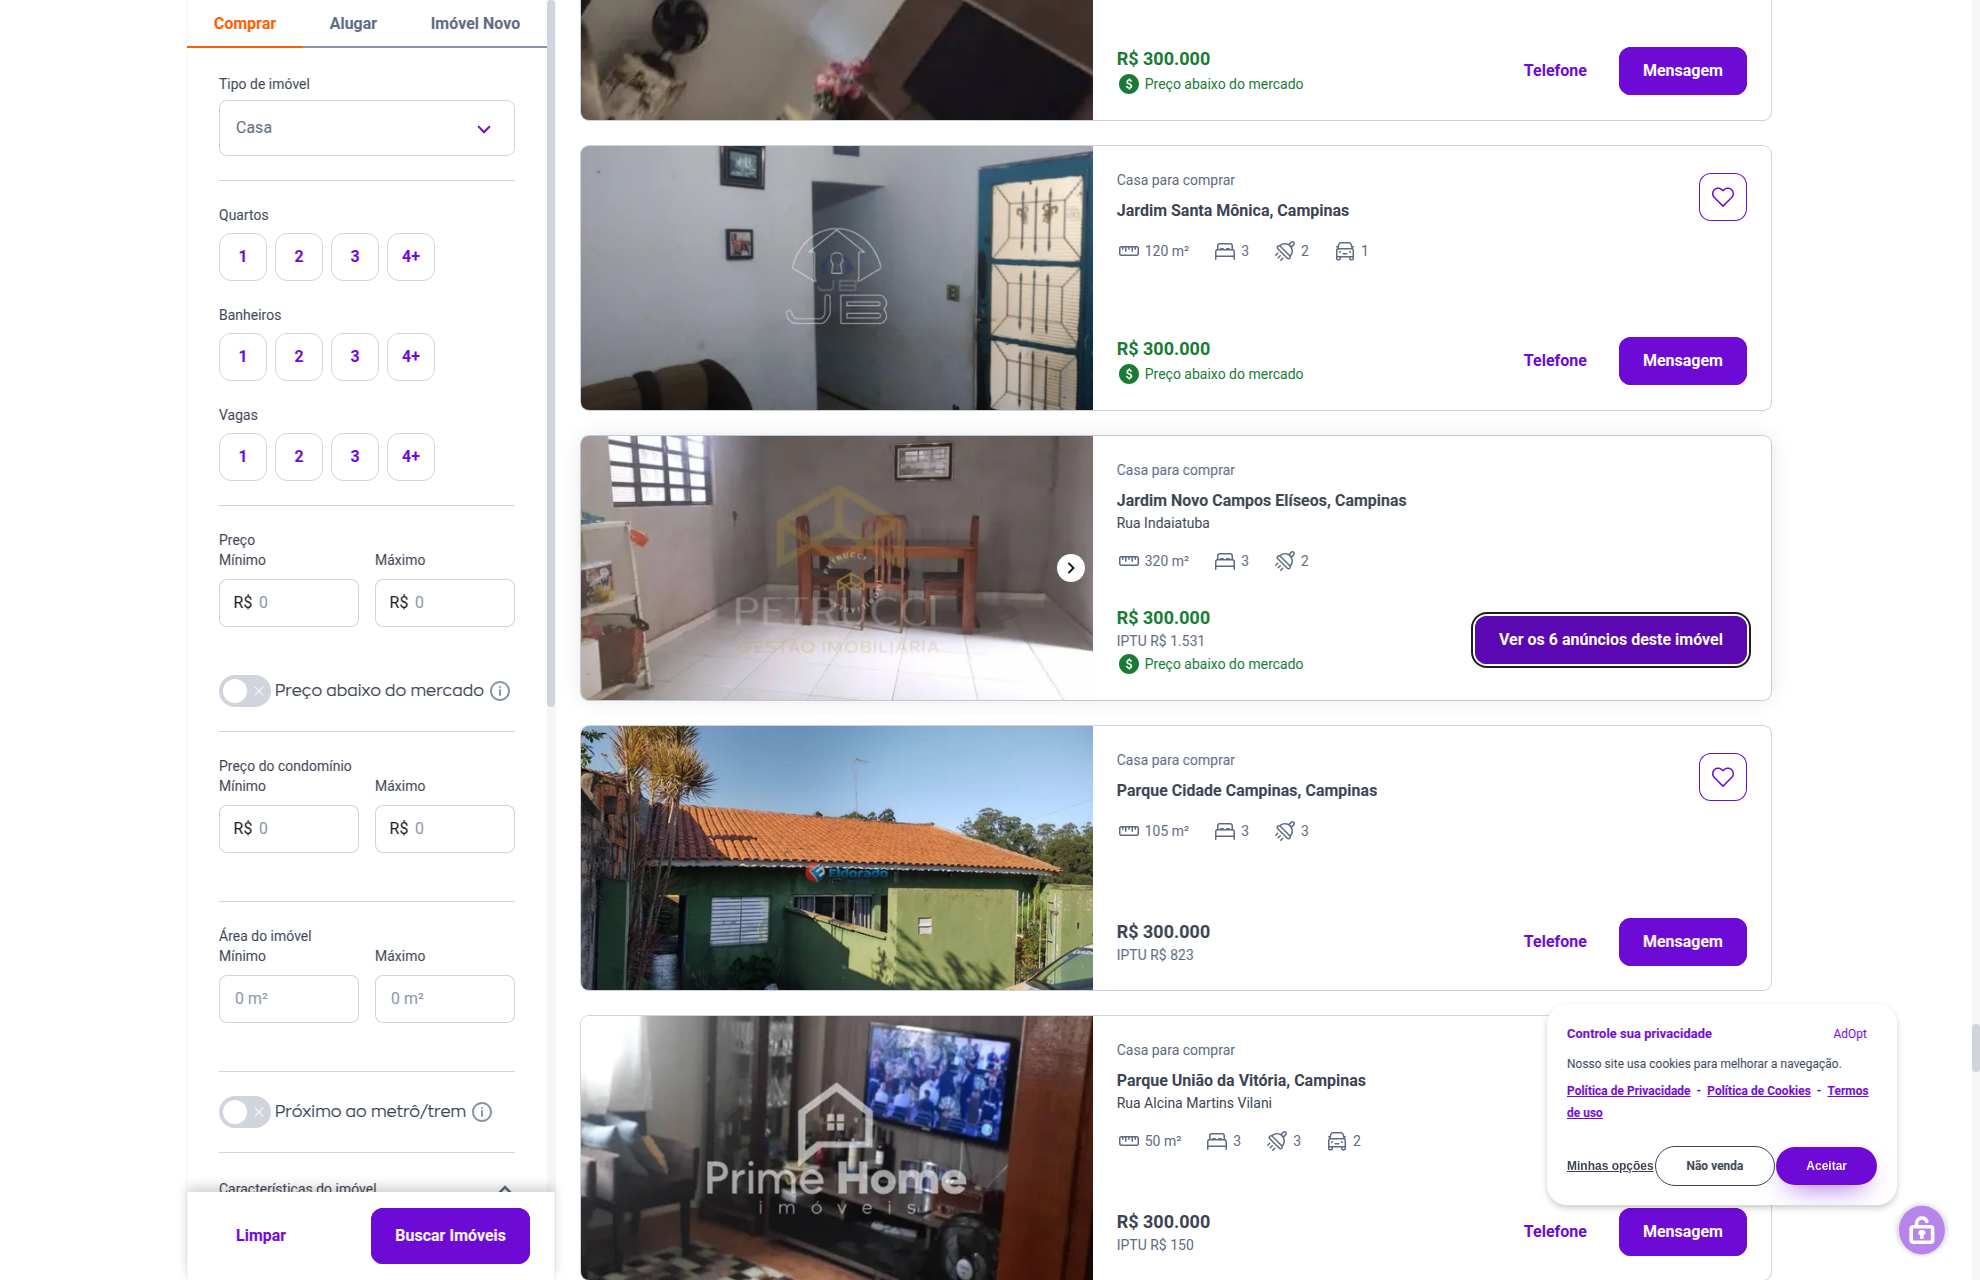 Comprar
Alugar
Imóvel Novo
Tipo de imóvel
Casa
Quartos
1
2
3
4+
Banheiros
1
2
3
4+
Vagas
1
2
3
4+
Preço
Mínimo
Máximo
R$ 0
R$ 0
Preço abaixo do mercado
Preço do condomínio
Mínimo
Máximo
R$ 0
R$ 0
Área do imóvel
Mínimo
Máximo
0 m²
0 m²
Próximo ao metrô/trem
Características do imóvel
Limpar
Buscar Imóveis
R$ 300.000
Preço abaixo do mercado
Telefone
Mensagem
JB
JB
Casa para comprar
Jardim Santa Mônica, Campinas
120 m²
3
2
1
R$ 300.000
Preço abaixo do mercado
Telefone
Mensagem
PETRUCCI
PETRUCCI
GESTÃO IMOBILIÁRIA
Casa para comprar
Jardim Novo Campos Elíseos, Campinas
Rua Indaiatuba
320 m²
3
2
R$ 300.000
IPTU R$ 1.531
Preço abaixo do mercado
Ver os 6 anúncios deste imóvel
Eldorado
Casa para comprar
Parque Cidade Campinas, Campinas
105 m²
3
3
R$ 300.000
IPTU R$ 823
Telefone
Mensagem
Prime Home
imóveis
Casa para comprar
Parque União da Vitória, Campinas
Rua Alcina Martins Vilani
50 m²
3
3
2
R$ 300.000
IPTU R$ 150
Telefone
Mensagem
Controle sua privacidade
AdOpt
Nosso site usa cookies para melhorar a navegação.
Política de Privacidade - Política de Cookies - Termos
de uso
Minhas opções
Não venda
Aceitar